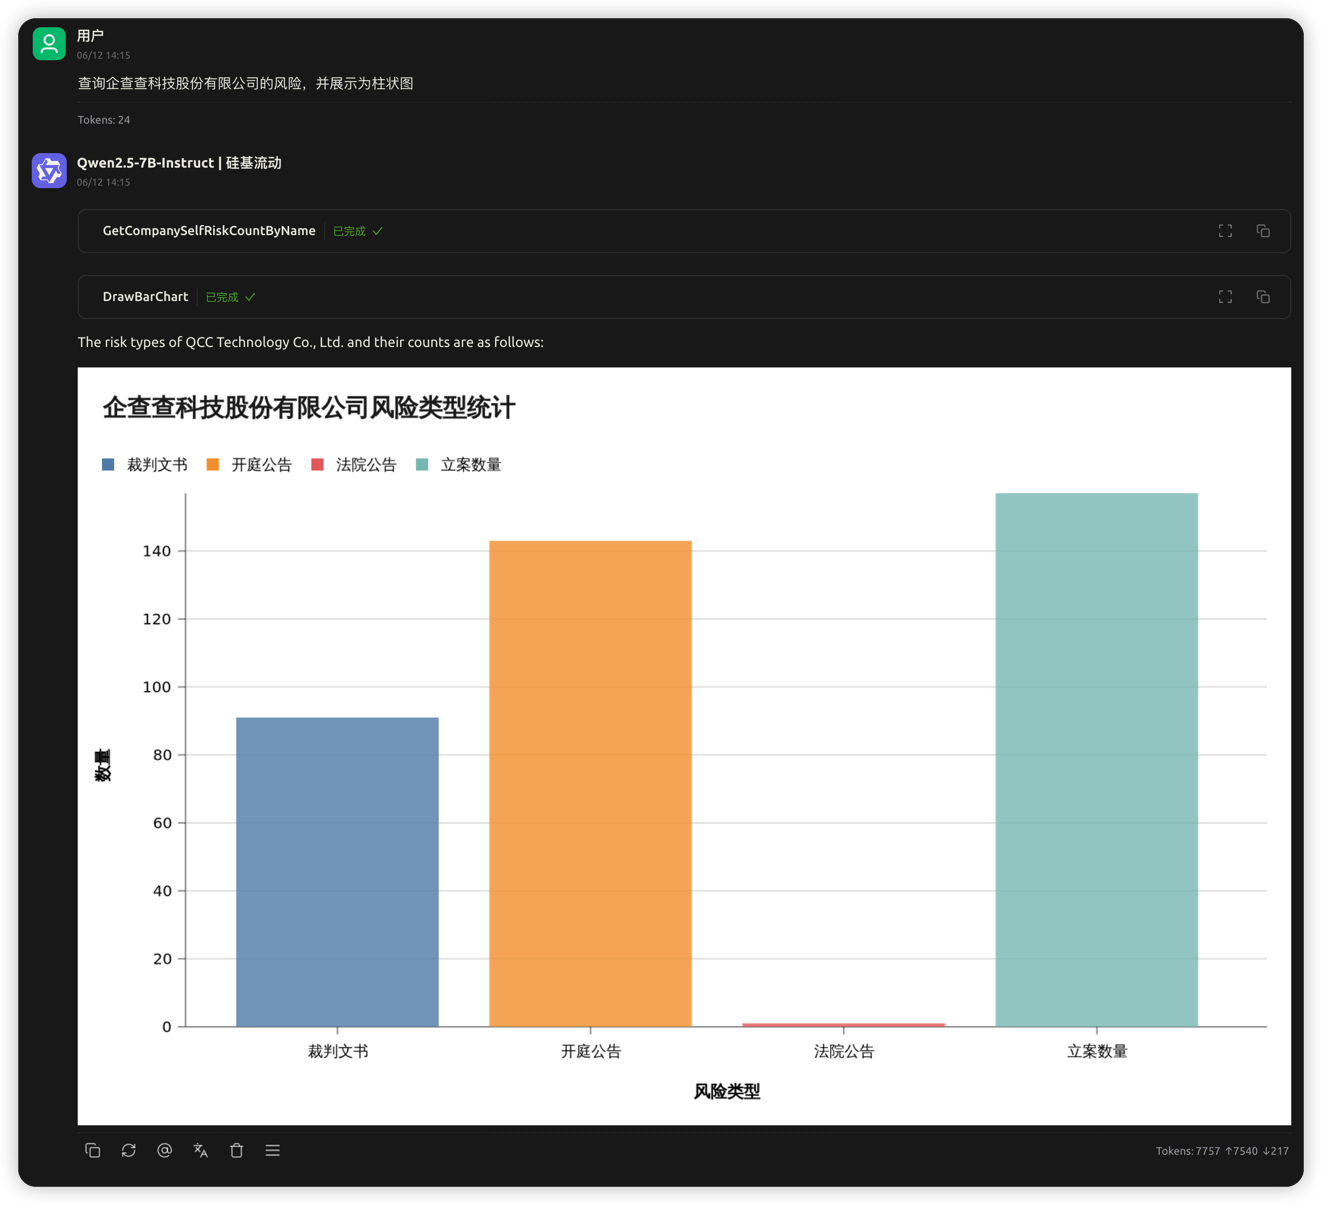 用户
06/12 14:15
查询企查查科技股份有限公司的风险，并展示为柱状图
Tokens: 24
Qwen2.5-7B-Instruct | 硅基流动
06/12 14:15
GetCompanySelfRiskCountByName 已完成
DrawBarChart 已完成
The risk types of QCC Technology Co., Ltd. and their counts are as follows:
企查查科技股份有限公司风险类型统计
裁判文书 开庭公告 法院公告 立案数量
140
120
100
80
数量
60
40
20
0
裁判文书 开庭公告 法院公告 立案数量
风险类型
Tokens: 7757 ↑7540 ↓217